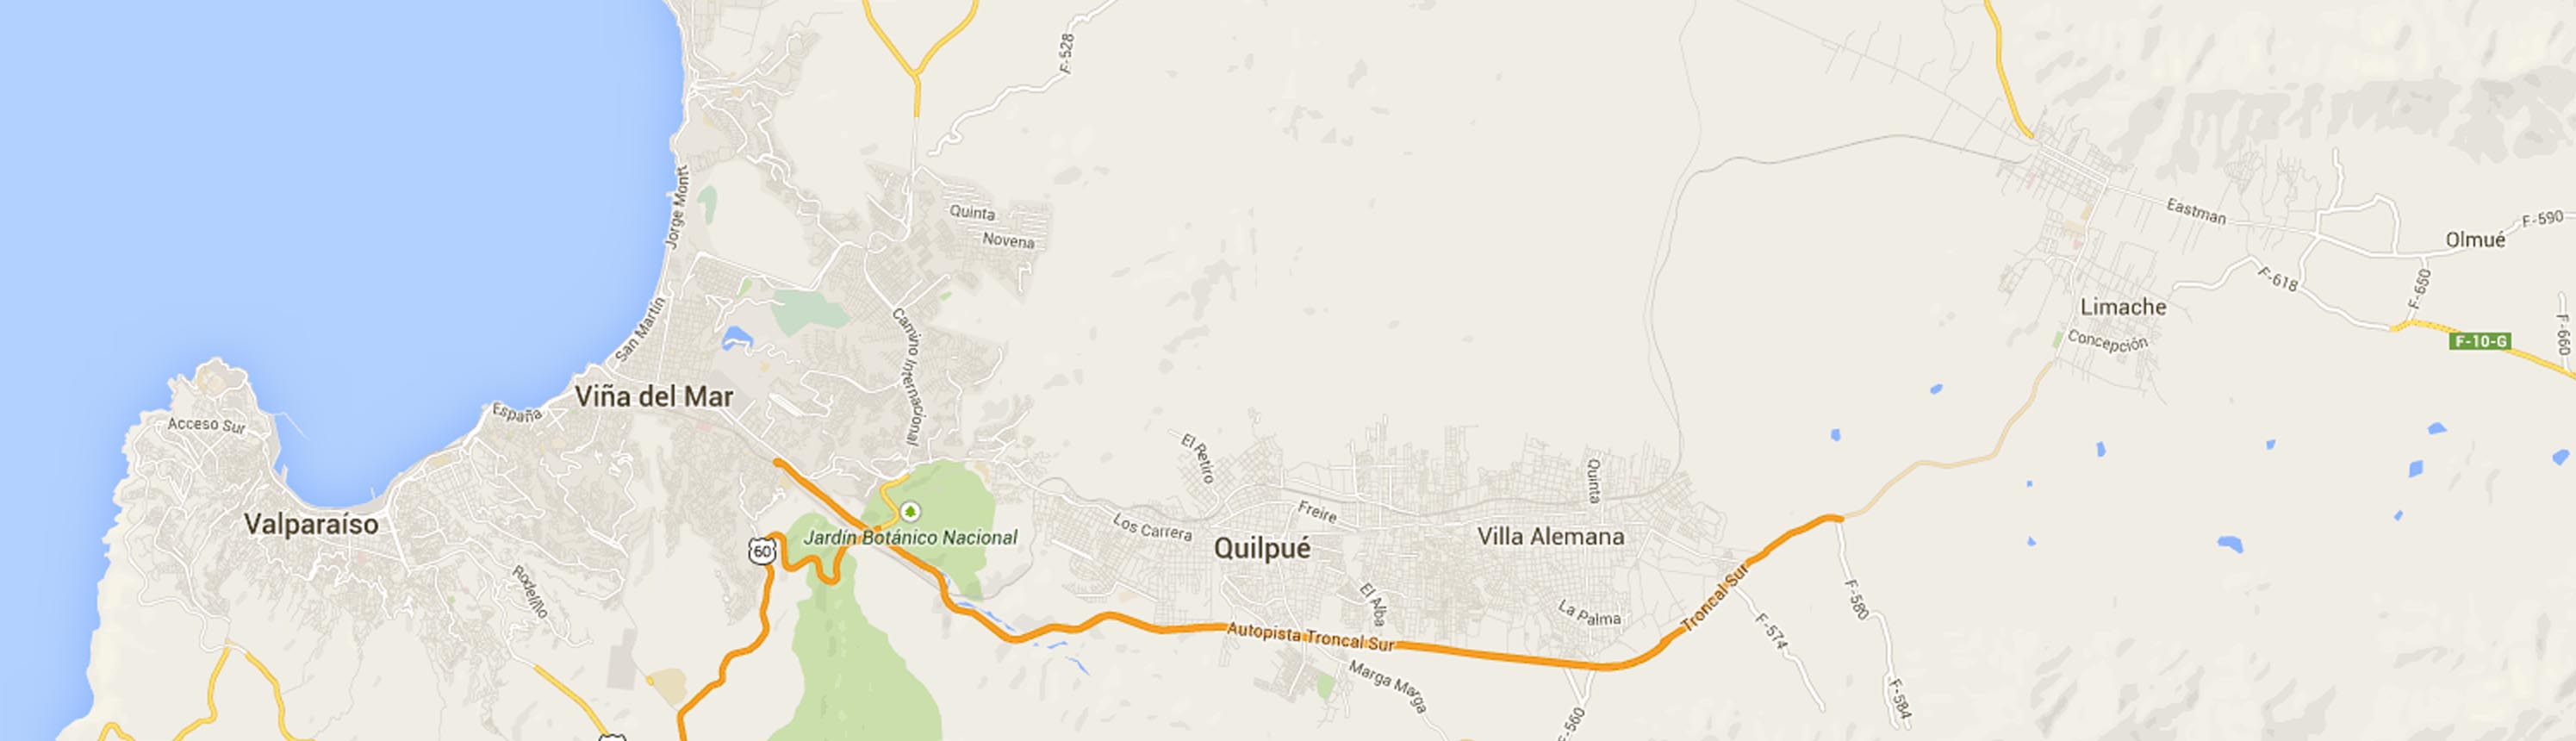 F-528
Jorge Montt
Quinta
Novena
Eastman
F-590
Olmué
F-618
F-650
San Martín
Camino Internacional
Limache
Concepción
F-10-G
F-660
Viña del Mar
España
Acceso Sur
El Retiro
Quinta
Valparaíso
Los Carrera
Freire
Jardín Botánico Nacional
Quilpué
Villa Alemana
60
Rodelillo
El Alba
La Palma
Troncal Sur
F-580
Autopista Troncal Sur
F-574
Marga Marga
F-584
F-560